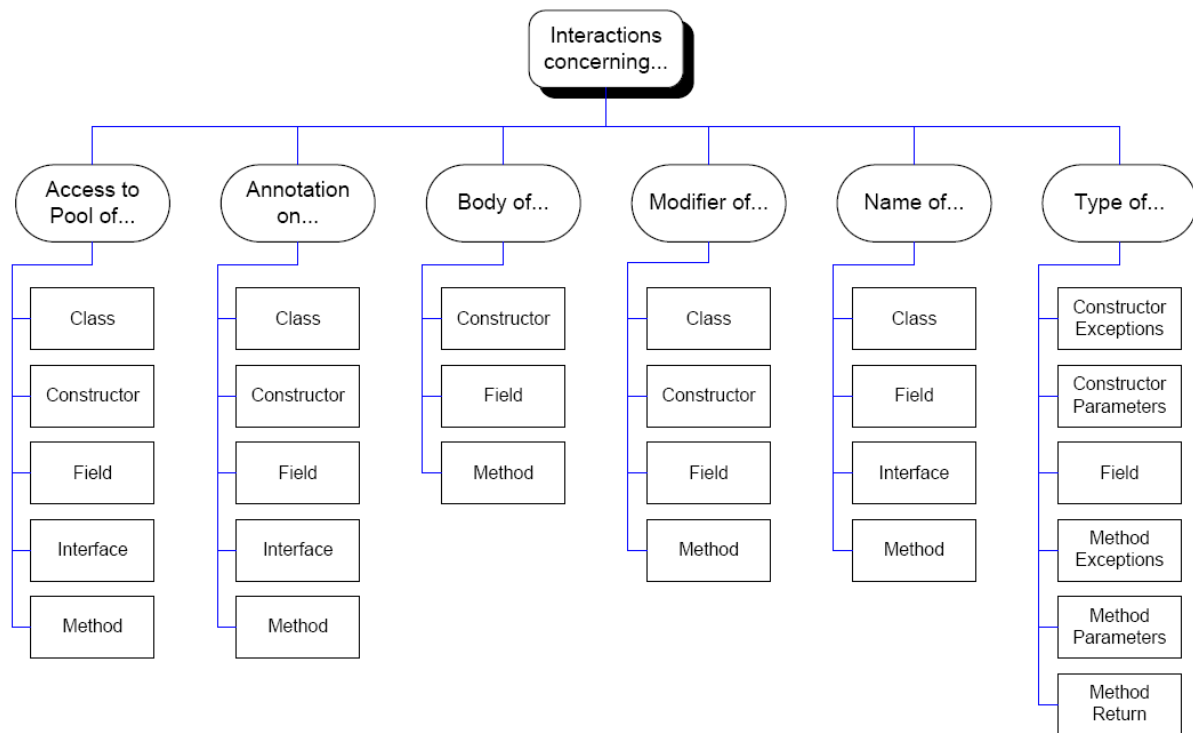 Interactions
concerning...
Access to
Pool of...
Annotation
on...
Body of...
Modifier of...
Name of...
Type of...
Class
Constructor
Field
Interface
Method
Class
Constructor
Field
Interface
Method
Constructor
Field
Method
Class
Constructor
Field
Method
Class
Field
Interface
Method
Constructor
Exceptions
Constructor
Parameters
Field
Method
Exceptions
Method
Parameters
Method
Return